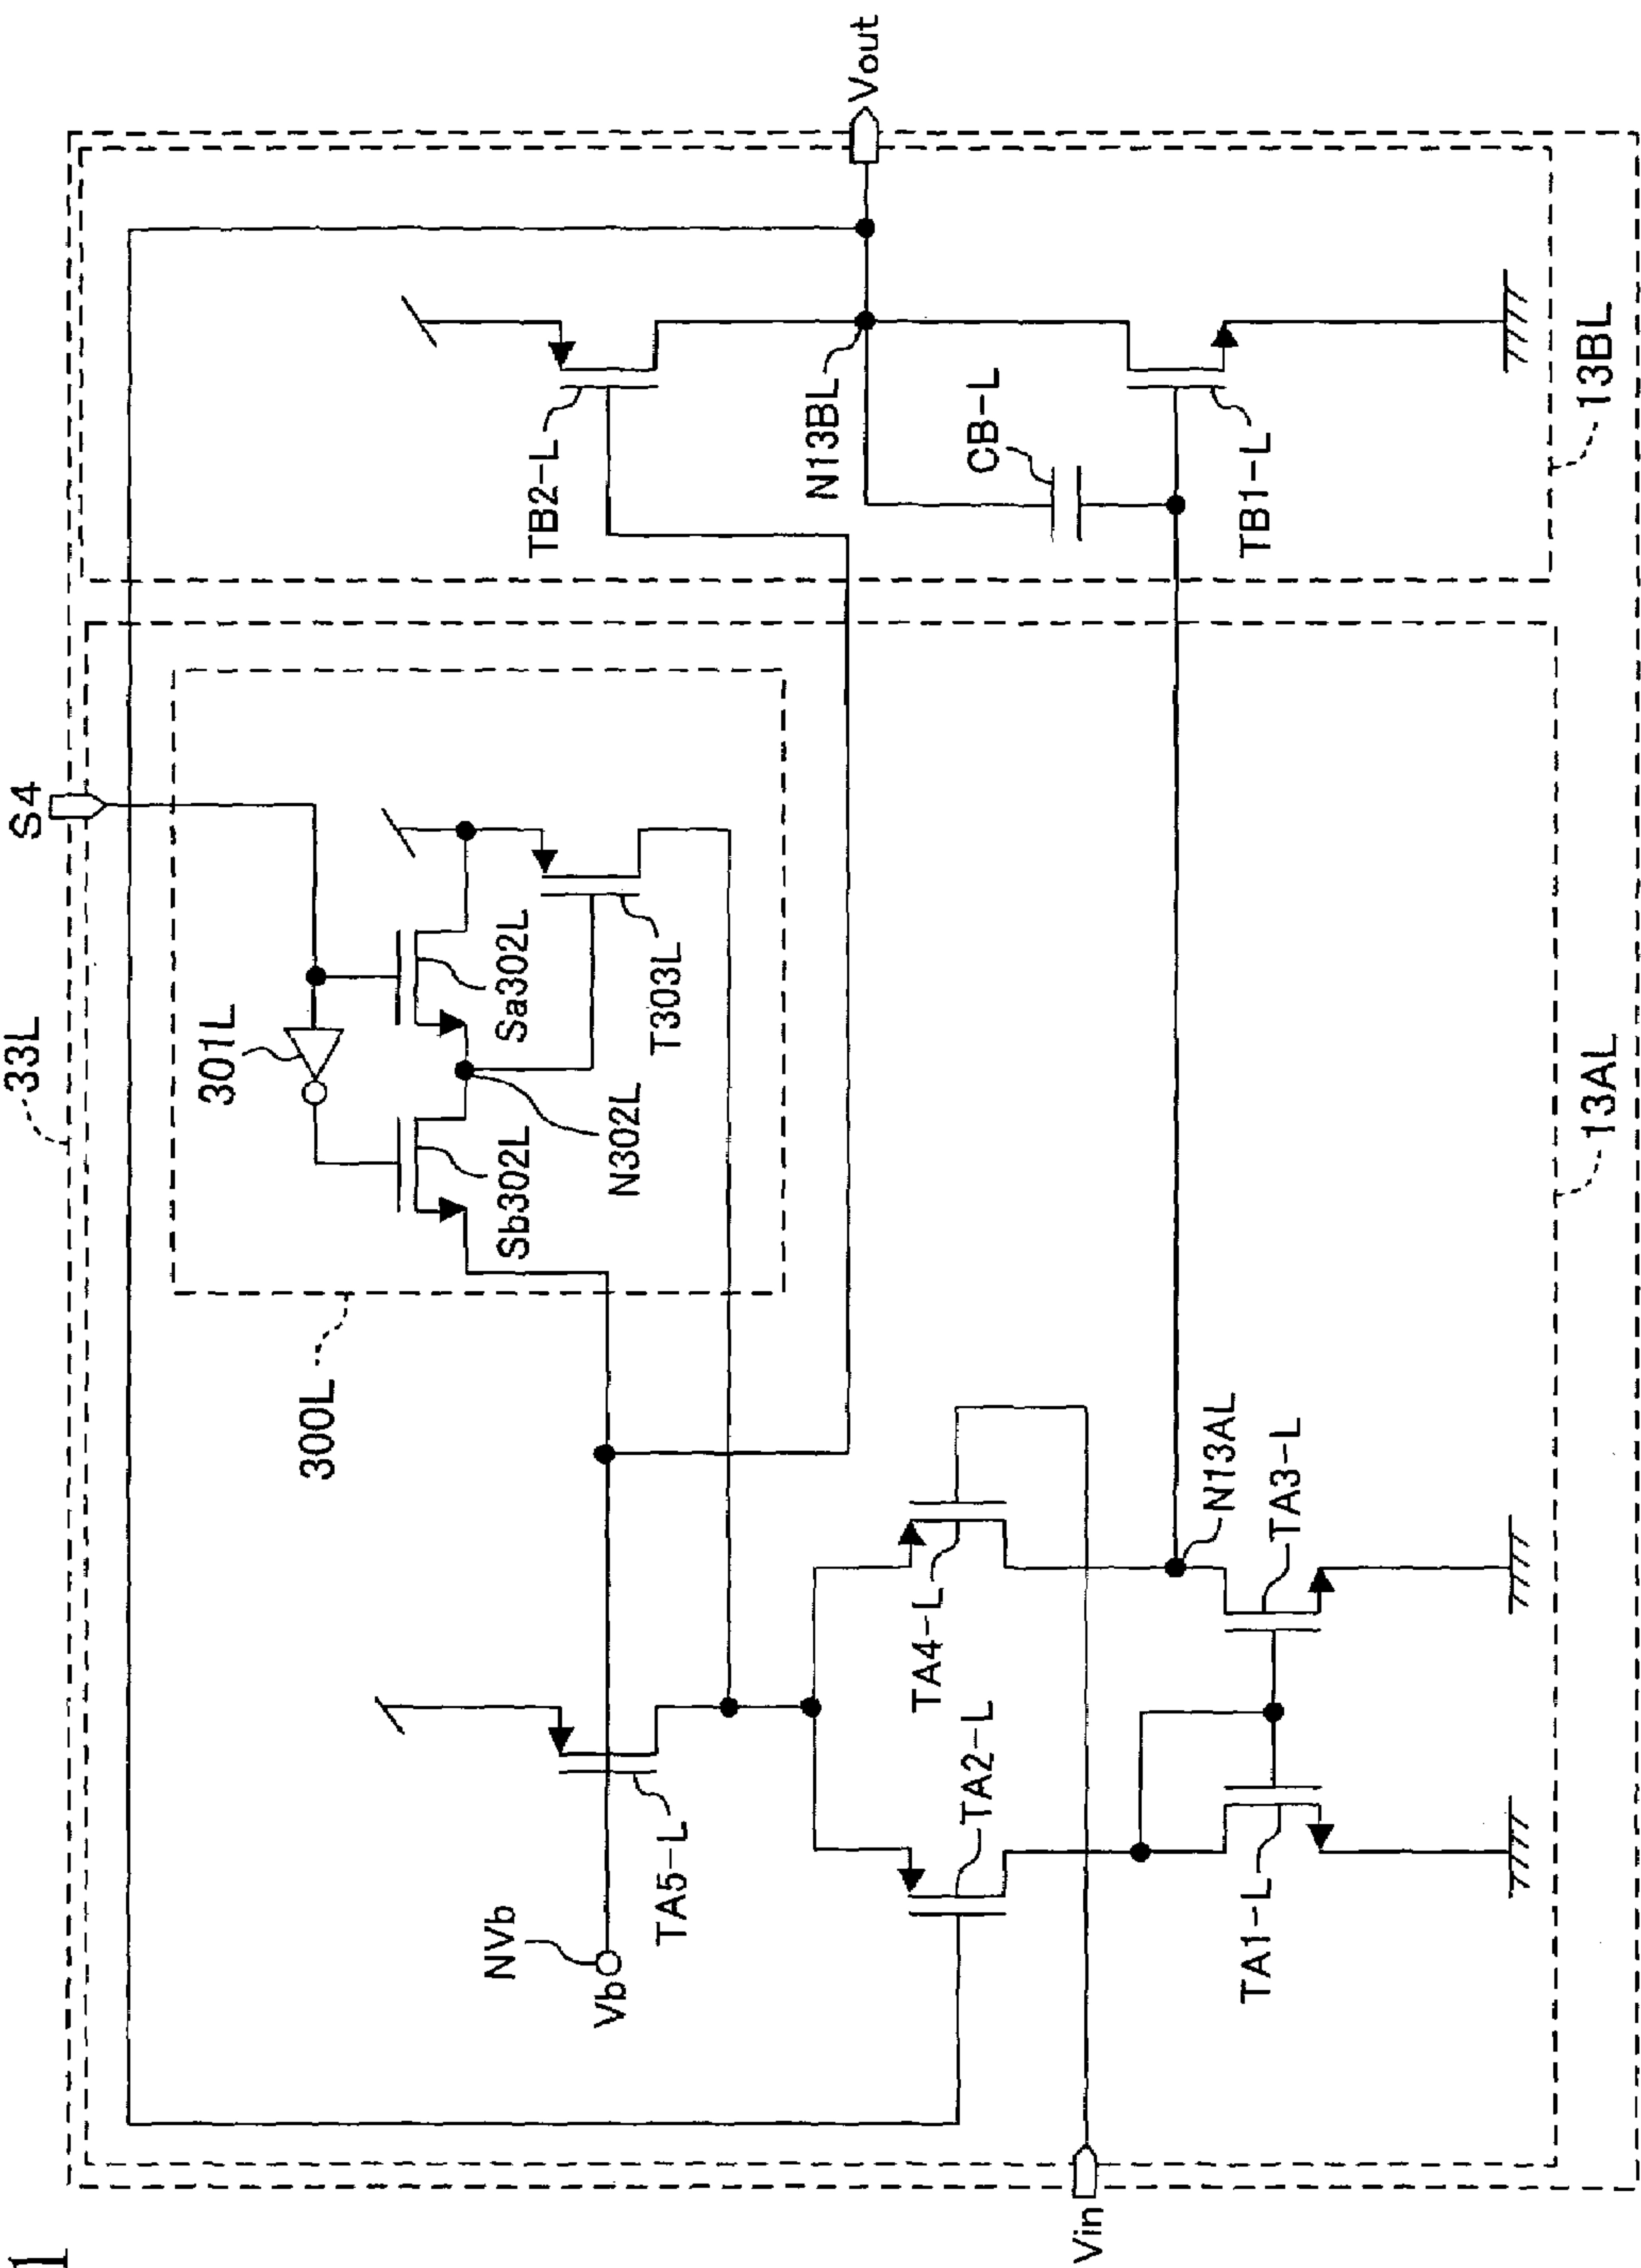 1
33L
S4
300L
301L
Sb302L
Sa302L
N302L
T303L
NVb
Vb
TA5-L
TA2-L
TA4-L
TA1-L
TA3-L
N13AL
Vin
13AL
TB2-L
N13BL
CB-L
TB1-L
Vout
13BL